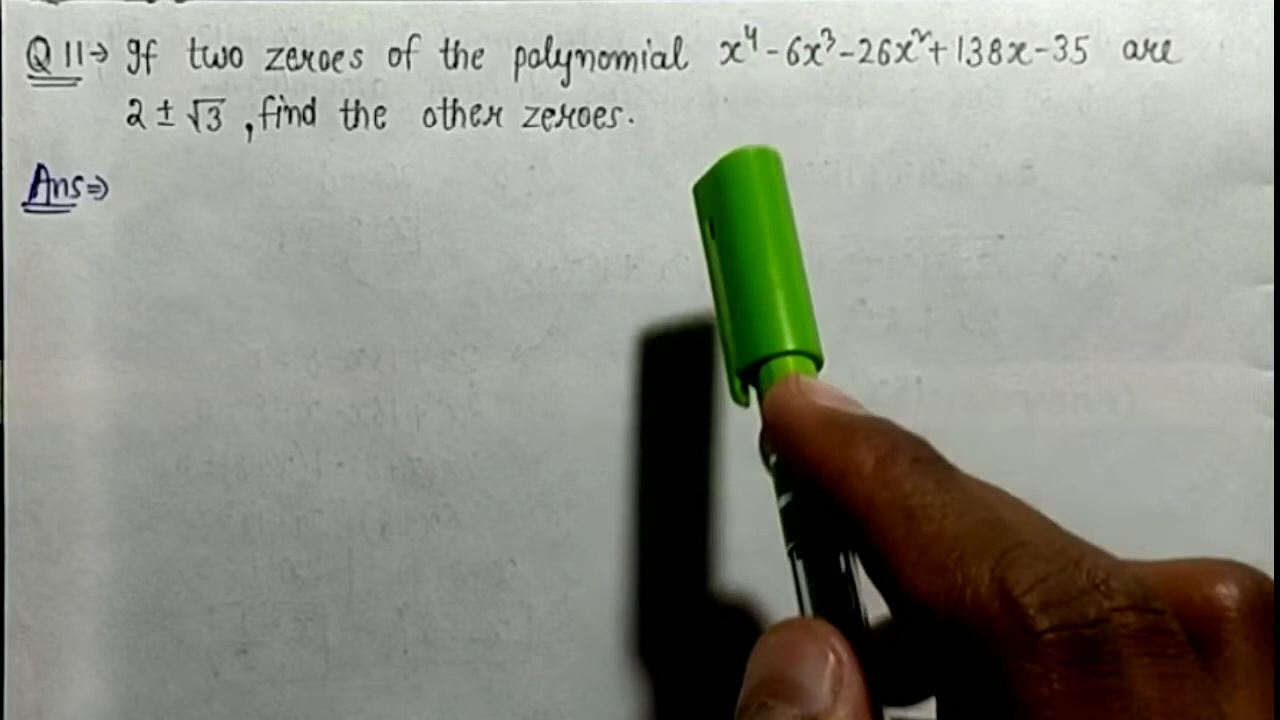 Q 11→ If two zeroes of the polynomial x⁴ - 6x³ - 26x² + 138x - 35 are
2 ± √3 , find the other zeroes.
Ans⇒